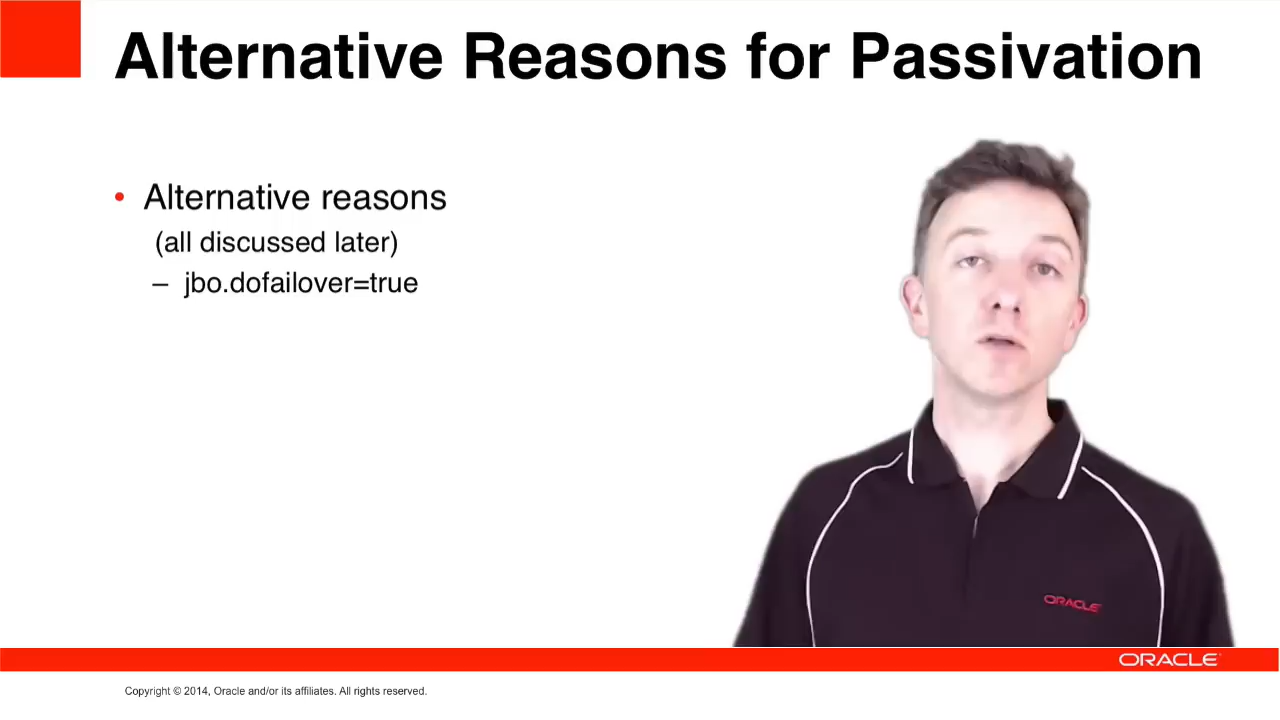 Alternative Reasons for Passivation
• Alternative reasons
(all discussed later)
– jbo.dofailover=true
ORACLE
ORACLE
Copyright © 2014, Oracle and/or its affiliates. All rights reserved.